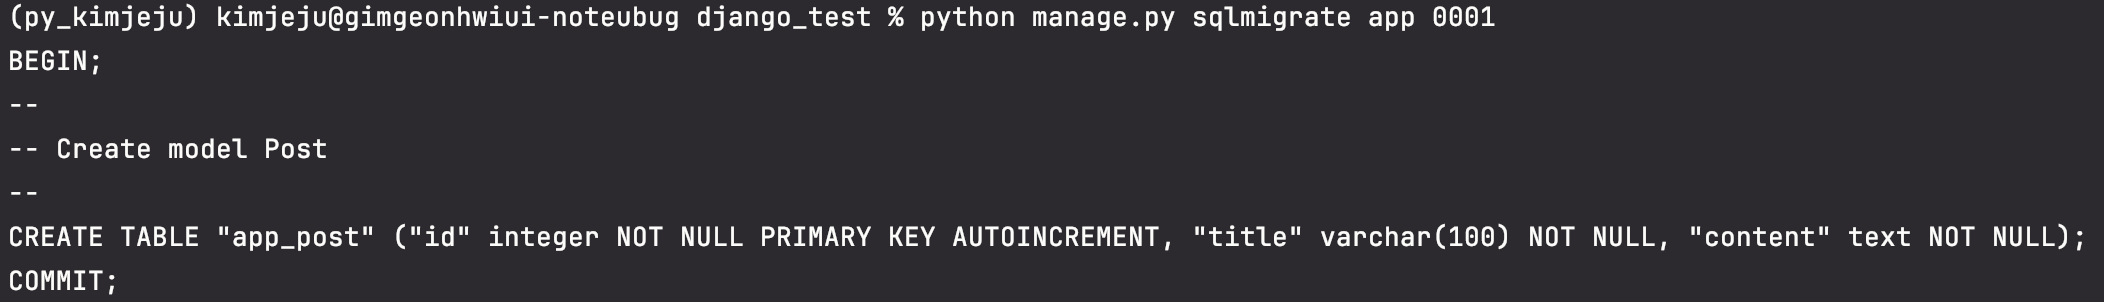 (py_kimjeju) kimjeju@gimgeonhwiui-noteubug django_test % python manage.py sqlmigrate app 0001
BEGIN;
--
-- Create model Post
--
CREATE TABLE "app_post" ("id" integer NOT NULL PRIMARY KEY AUTOINCREMENT, "title" varchar(100) NOT NULL, "content" text NOT NULL);
COMMIT;